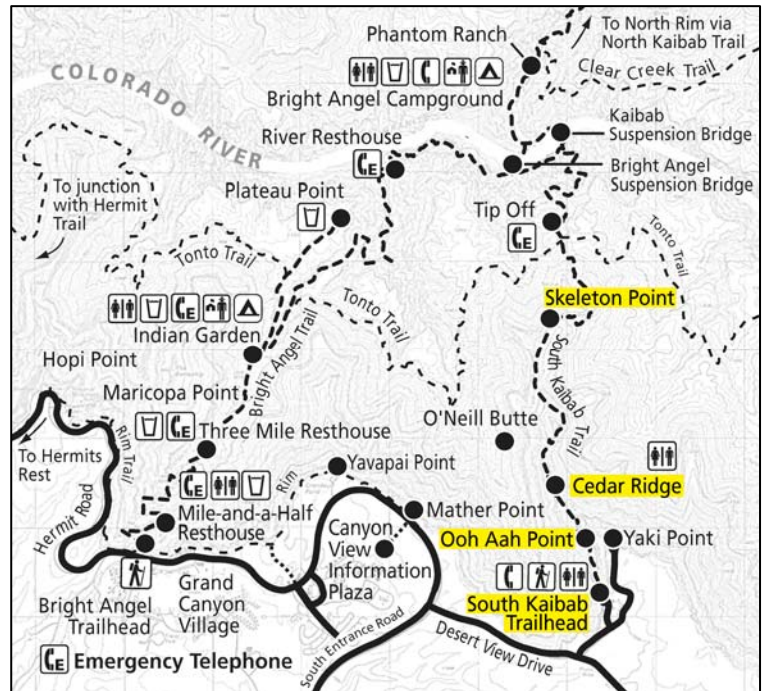 Phantom Ranch
To North Rim via
North Kaibab Trail
Clear Creek Trail
COLORADO RIVER
Bright Angel Campground
Kaibab
Suspension Bridge
River Resthouse
E
Bright Angel
Suspension Bridge
To junction
with Hermit
Trail
Plateau Point
Tip Off
E
Tonto Trail
Tonto
Trail
Skeleton Point
E
Indian Garden
Tonto Trail
Bright Angel Trail
South Kaibab
Trail
Hopi Point
Maricopa Point
O'Neill Butte
E
Three Mile Resthouse
To Hermits
Rest
Rim Trail
Yavapai Point
E
Rim
Cedar Ridge
Mile-and-a-Half
Resthouse
Mather Point
Hermit Road
Canyon
View
Information
Plaza
Ooh Aah Point
Yaki Point
Bright Angel
Trailhead
Grand
Canyon
Village
South Kaibab
Trailhead
South Entrance Road
Desert View Drive
E Emergency Telephone